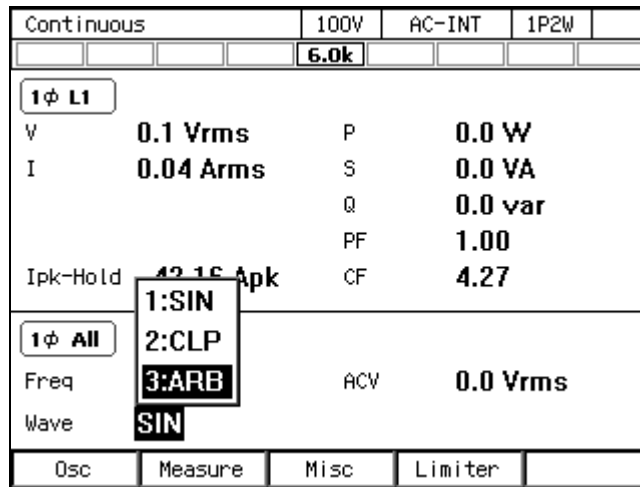 Continuous 100V AC-INT 1P2W
6.0k
1ϕ L1
V 0.1 Vrms P 0.0 W
I 0.04 Arms S 0.0 VA
Q 0.0 var
PF 1.00
Ipk-Hold 42.16 Apk CF 4.27
1:SIN
1ϕ All 2:CLP
Freq 3:ARB ACV 0.0 Vrms
Wave SIN
Osc Measure Misc Limiter